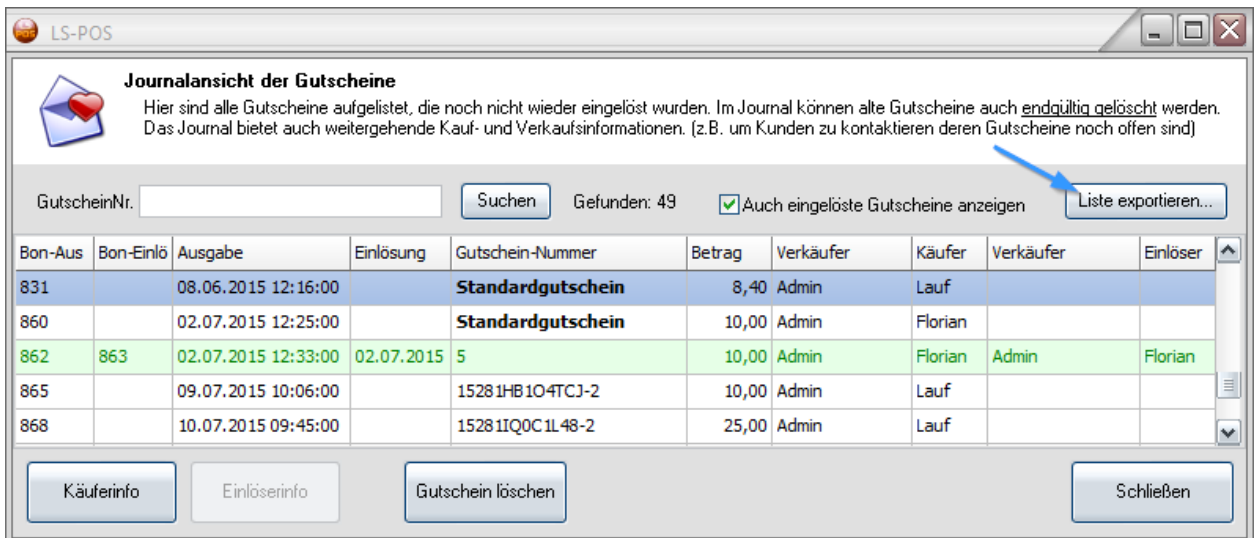 LS-POS
Journalansicht der Gutscheine
Hier sind alle Gutscheine aufgelistet, die noch nicht wieder eingelöst wurden. Im Journal können alte Gutscheine auch endgültig gelöscht werden.
Das Journal bietet auch weitergehende Kauf- und Verkaufsinformationen. (z.B. um Kunden zu kontaktieren deren Gutscheine noch offen sind)
GutscheinNr. Suchen Gefunden: 49 Auch eingelöste Gutscheine anzeigen Liste exportieren...
Bon-Aus Bon-Einlö Ausgabe Einlösung Gutschein-Nummer Betrag Verkäufer Käufer Verkäufer Einlöser
831 08.06.2015 12:16:00 Standardgutschein 8,40 Admin Lauf
860 02.07.2015 12:25:00 Standardgutschein 10,00 Admin Florian
862 863 02.07.2015 12:33:00 02.07.2015 5 10,00 Admin Florian Admin Florian
865 09.07.2015 10:06:00 15281HB1O4TCJ-2 10,00 Admin Lauf
868 10.07.2015 09:45:00 15281IQ0C1L48-2 25,00 Admin Lauf
Käuferinfo Einlöserinfo Gutschein löschen Schließen